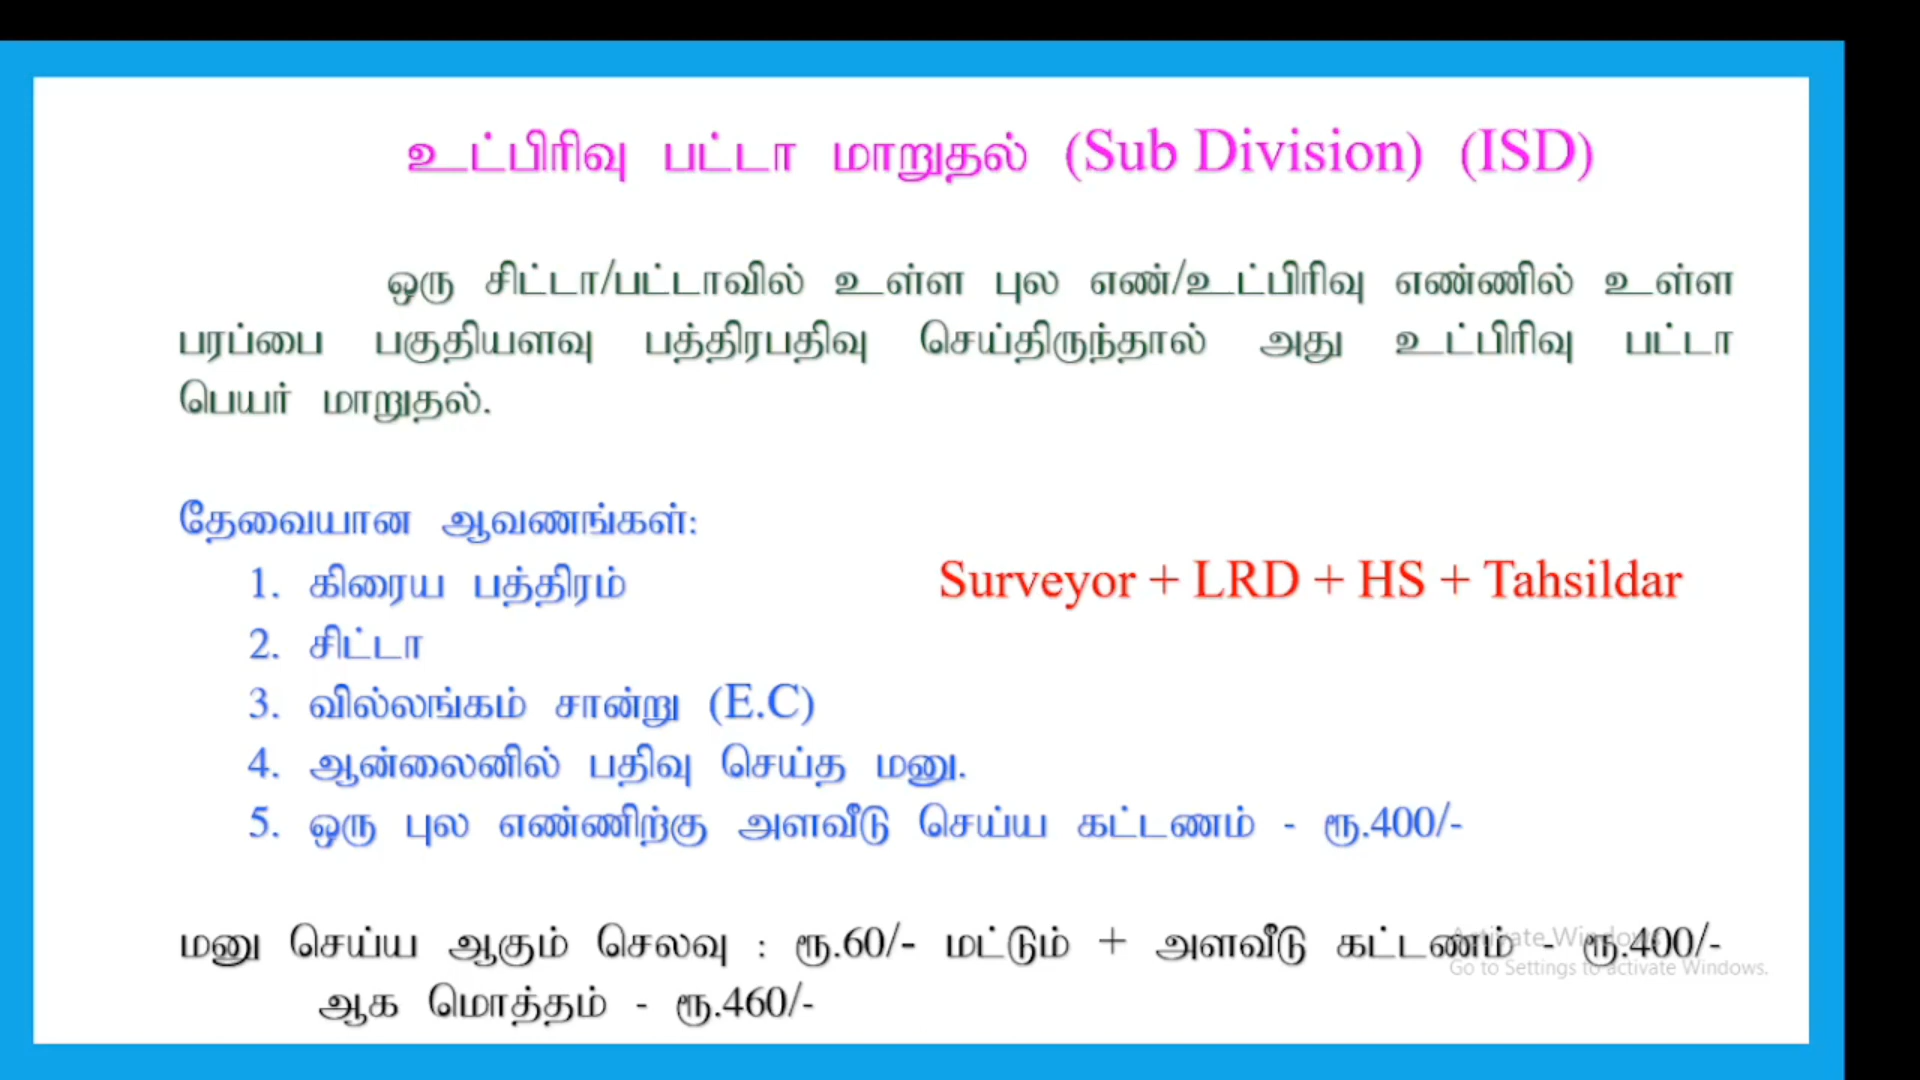 உட்பிரிவு பட்டா மாறுதல் (Sub Division) (ISD)
ஒரு சிட்டா/பட்டாவில் உள்ள புல எண்/உட்பிரிவு எண்ணில் உள்ள
பரப்பை பகுதியளவு பத்திரபதிவு செய்திருந்தால் அது உட்பிரிவு பட்டா
பெயர் மாறுதல்.
தேவையான ஆவணங்கள்:
1. கிரைய பத்திரம்
Surveyor + LRD + HS + Tahsildar
2. சிட்டா
3. வில்லங்கம் சான்று (E.C)
4. ஆன்லைனில் பதிவு செய்த மனு.
5. ஒரு புல எண்ணிற்கு அளவீடு செய்ய கட்டணம் - ரூ.400/-
மனு செய்ய ஆகும் செலவு : ரூ.60/- மட்டும் + அளவீடு கட்டணம் - ரூ.400/-
ஆக மொத்தம் - ரூ.460/-
Activate Windows
Go to Settings to activate Windows.